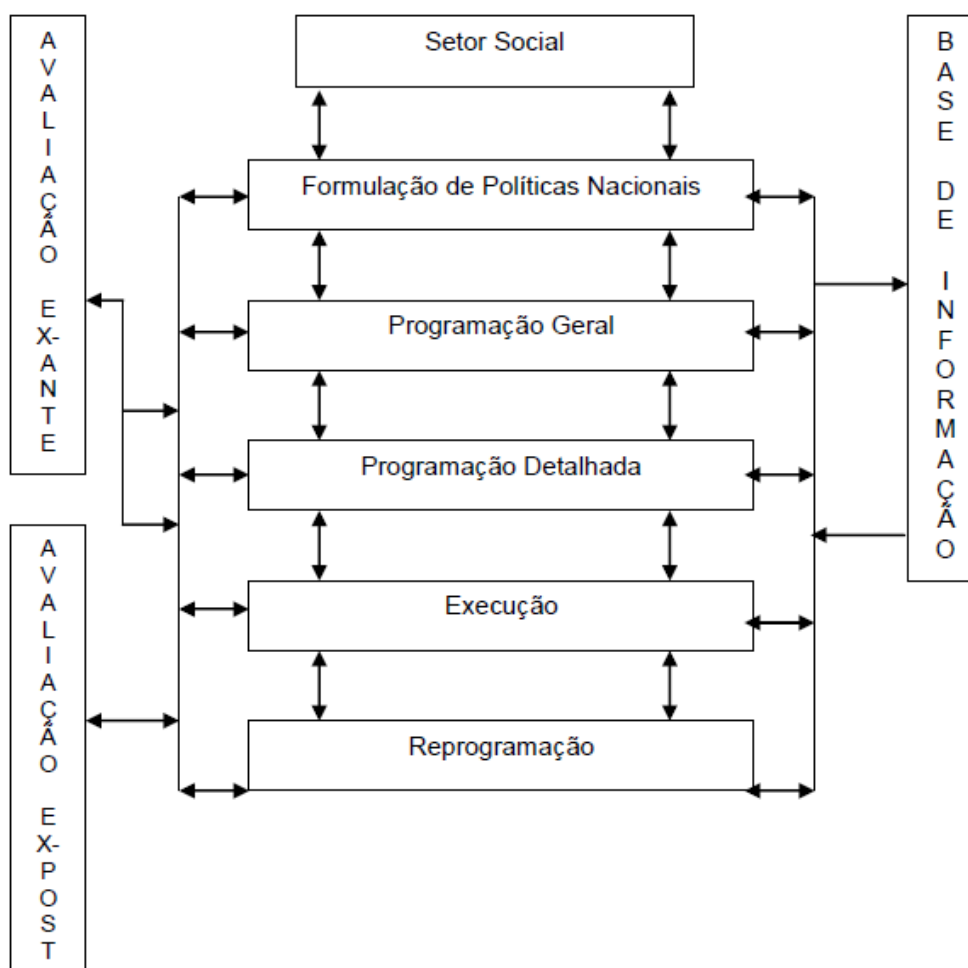 AVALIAÇÃO EX-ANTE
Setor Social
Formulação de Políticas Nacionais
Programação Geral
Programação Detalhada
Execução
Reprogramação
AVALIAÇÃO EX-POST
BASE DE INFORMAÇÃO